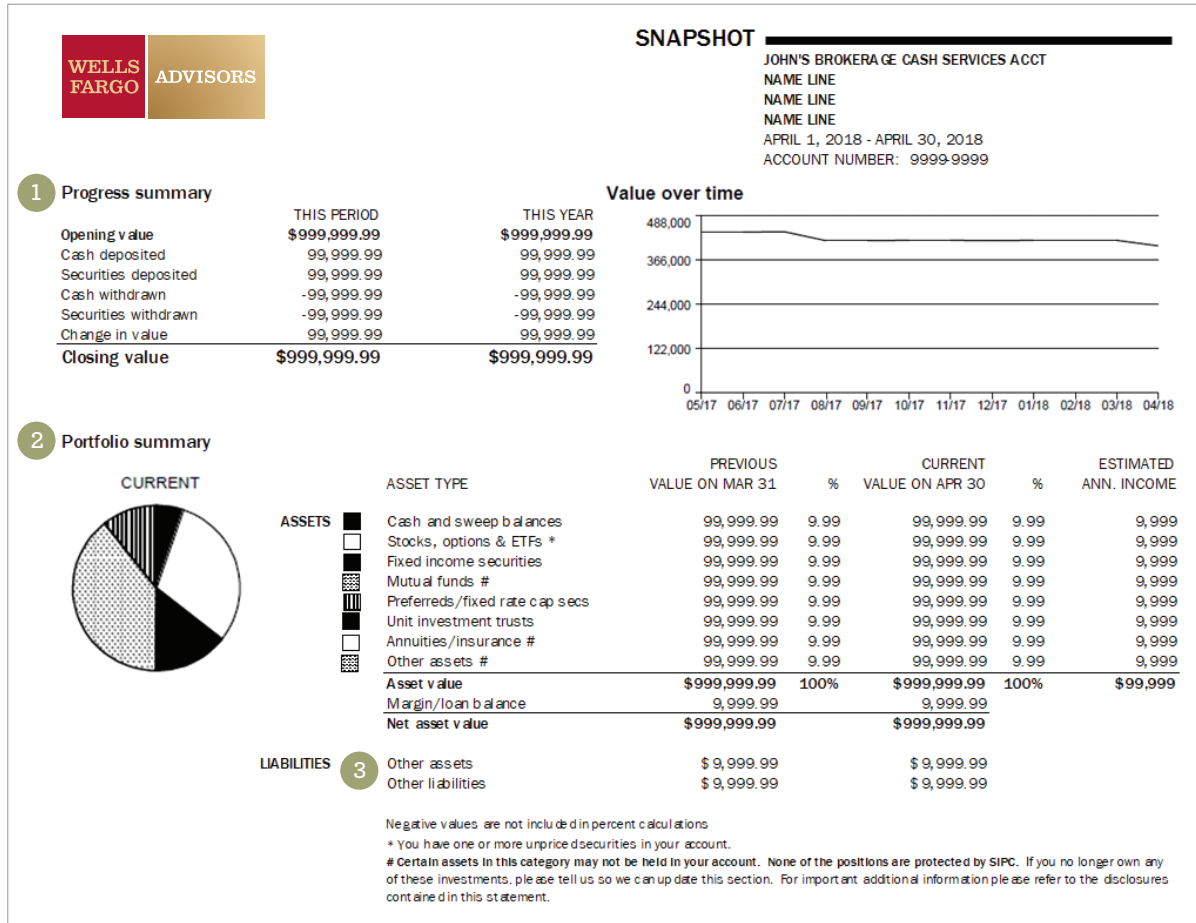 WELLS FARGO ADVISORS
SNAPSHOT
JOHN'S BROKERAGE CASH SERVICES ACCT
NAME LINE
NAME LINE
NAME LINE
APRIL 1, 2018 - APRIL 30, 2018
ACCOUNT NUMBER: 9999-9999
1 Progress summary
THIS PERIOD THIS YEAR
Opening value $999,999.99 $999,999.99
Cash deposited 99,999.99 99,999.99
Securities deposited 99,999.99 99,999.99
Cash withdrawn -99,999.99 -99,999.99
Securities withdrawn -99,999.99 -99,999.99
Change in value 99,999.99 99,999.99
Closing value $999,999.99 $999,999.99
Value over time
488,000
366,000
244,000
122,000
0
05/17 06/17 07/17 08/17 09/17 10/17 11/17 12/17 01/18 02/18 03/18 04/18
2 Portfolio summary
CURRENT
PREVIOUS CURRENT ESTIMATED
ASSET TYPE VALUE ON MAR 31 % VALUE ON APR 30 % ANN. INCOME
ASSETS Cash and sweep balances 99,999.99 9.99 99,999.99 9.99 9,999
Stocks, options & ETFs * 99,999.99 9.99 99,999.99 9.99 9,999
Fixed income securities 99,999.99 9.99 99,999.99 9.99 9,999
Mutual funds # 99,999.99 9.99 99,999.99 9.99 9,999
Preferreds/fixed rate cap secs 99,999.99 9.99 99,999.99 9.99 9,999
Unit investment trusts 99,999.99 9.99 99,999.99 9.99 9,999
Annuities/insurance # 99,999.99 9.99 99,999.99 9.99 9,999
Other assets # 99,999.99 9.99 99,999.99 9.99 9,999
Asset value $999,999.99 100% $999,999.99 100% $99,999
Margin/loan balance 9,999.99 9,999.99
Net asset value $999,999.99 $999,999.99
LIABILITIES 3 Other assets $ 9,999.99 $ 9,999.99
Other liabilities $ 9,999.99 $ 9,999.99
Negative values are not included in percent calculations
* You have one or more unpriced securities in your account.
# Certain assets in this category may not be held in your account. None of the positions are protected by SIPC. If you no longer own any
of these investments, please tell us so we can update this section. For important additional information please refer to the disclosures
contained in this statement.